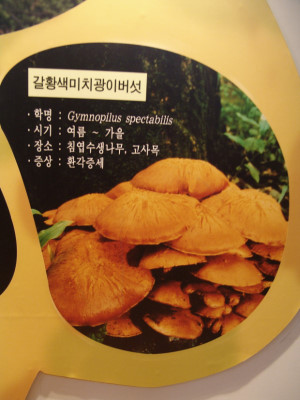 갈황색미치광이버섯
· 학명 : Gymnopilus spectabilis
· 시기 : 여름 ~ 가을
· 장소 : 침엽수생나무, 고사목
· 증상 : 환각증세